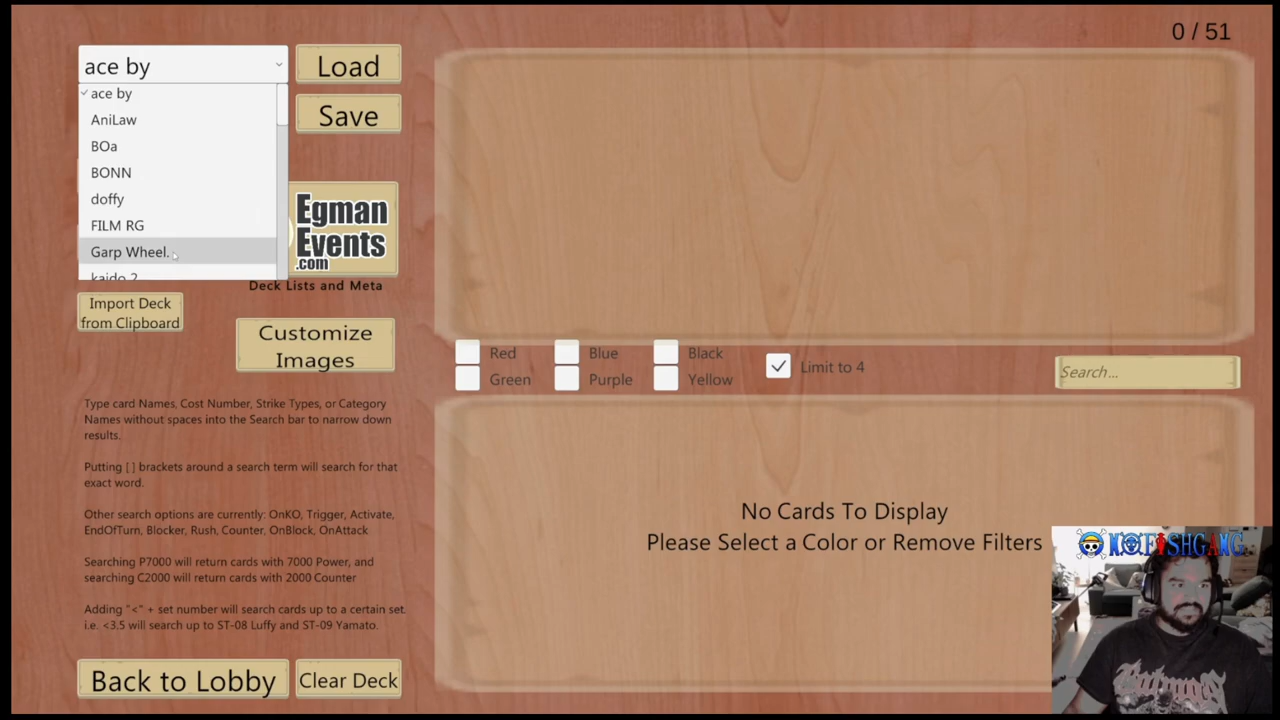 0 / 51
ace by
Load
ace by
AniLaw
BOa
BONN
doffy
FILM RG
Garp Wheel.
kaido 2
Save
Egman
Events
.com
Deck Lists and Meta
Import Deck
from Clipboard
Customize
Images
Red
Blue
Black
Green
Purple
Yellow
Limit to 4
Search...
Type card Names, Cost Number, Strike Types, or Category
Names without spaces into the Search bar to narrow down
results.
Putting [ ] brackets around a search term will search for that
exact word.
Other search options are currently: OnKO, Trigger, Activate,
EndOfTurn, Blocker, Rush, Counter, OnBlock, OnAttack
Searching P7000 will return cards with 7000 Power, and
searching C2000 will return cards with 2000 Counter
Adding "<" + set number will search cards up to a certain set.
i.e. <3.5 will search up to ST-08 Luffy and ST-09 Yamato.
No Cards To Display
Please Select a Color or Remove Filters
Back to Lobby
Clear Deck